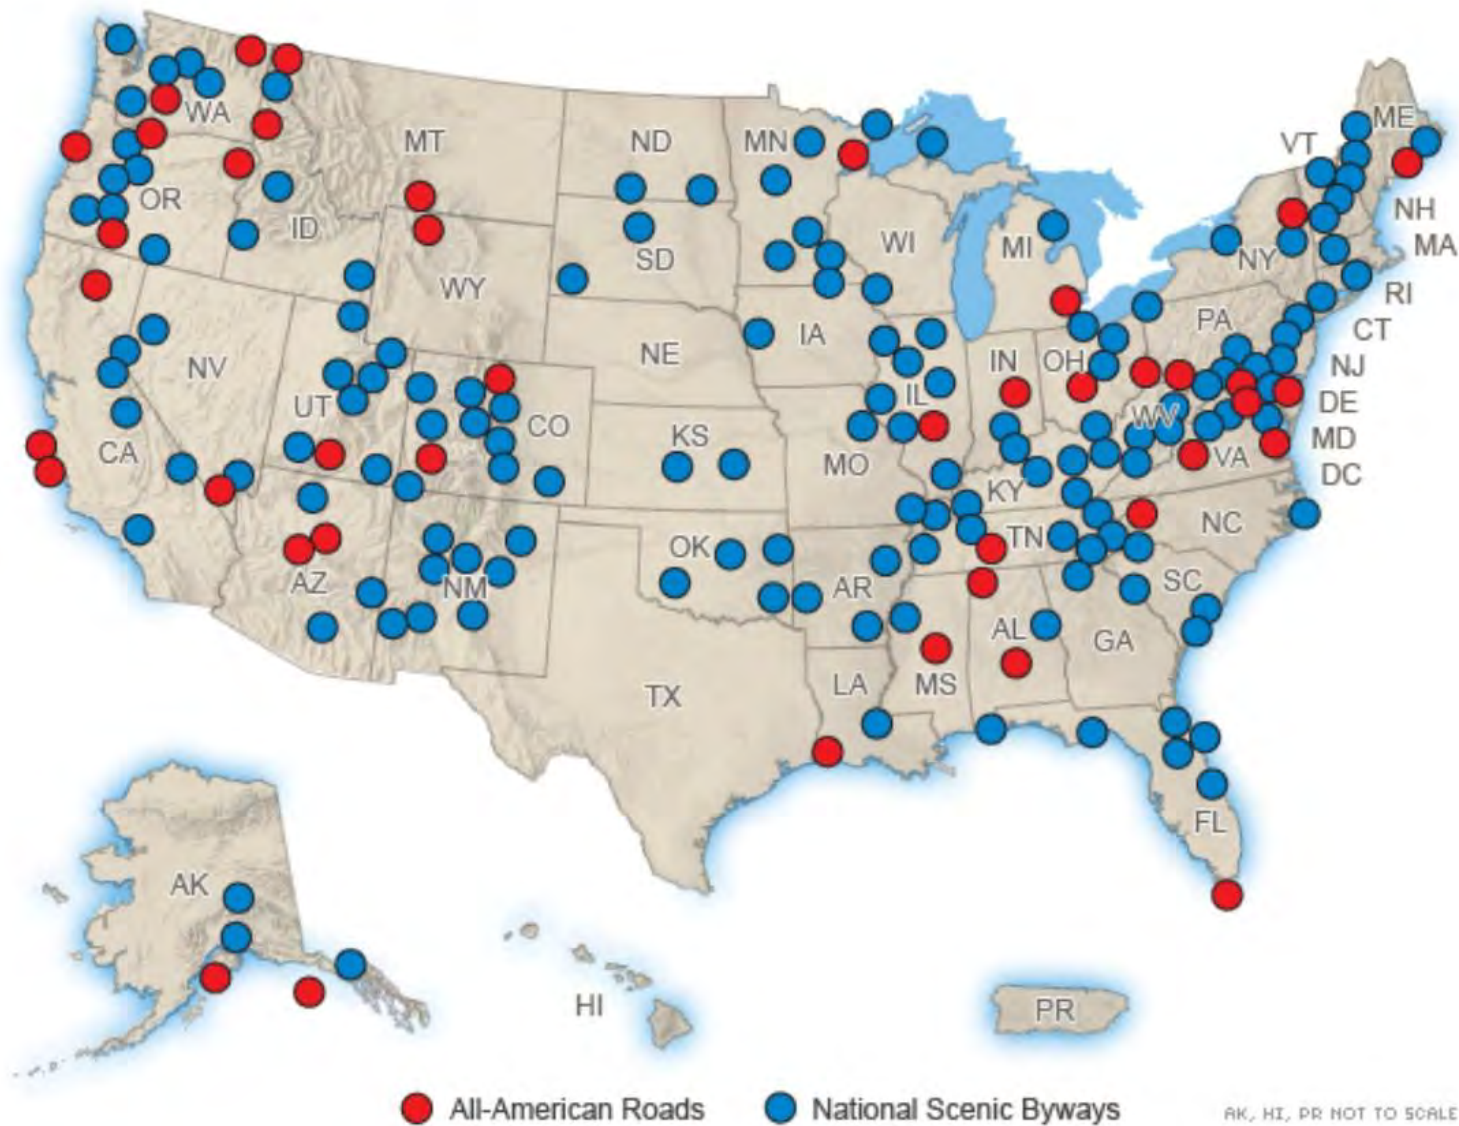 WA
MT
ND
MN
ME
VT
OR
ID
SD
WI
MI
NH
NY
MA
WY
RI
PA
CT
IA
NE
IN
OH
NJ
NV
UT
CO
IL
WV
DE
CA
KS
MO
VA
MD
DC
KY
NC
OK
TN
AZ
NM
AR
SC
AL
GA
TX
LA
MS
FL
AK
HI
PR
All-American Roads
National Scenic Byways
AK, HI, PR NOT TO SCALE